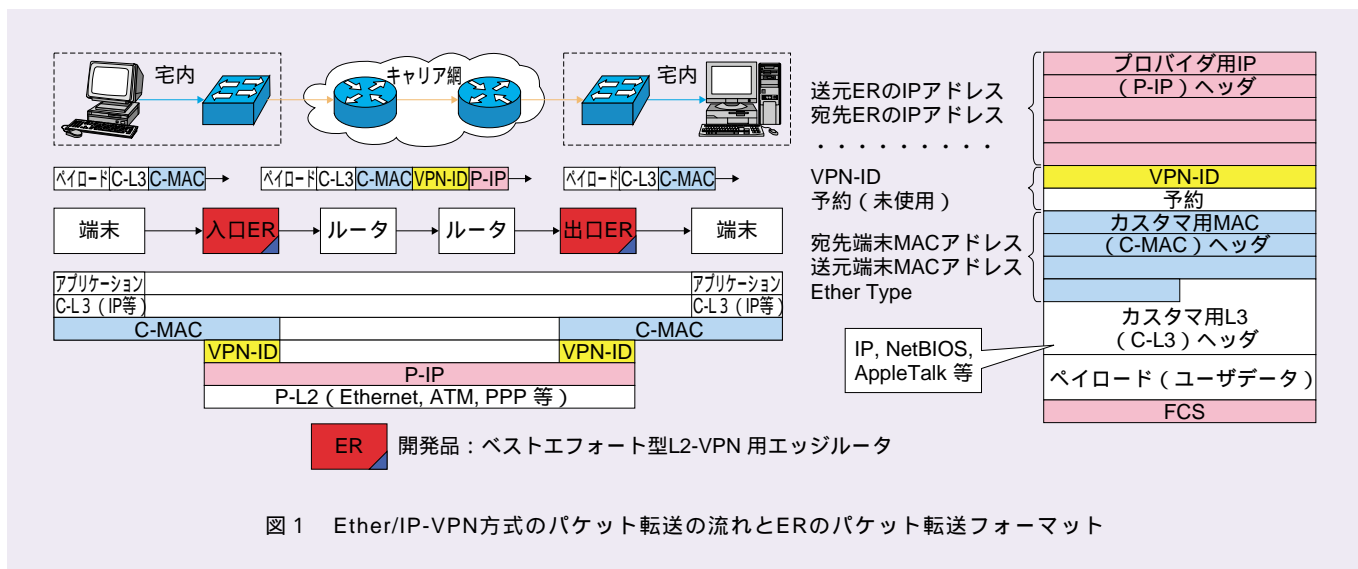 宅内
キャリア網
宅内
ペイロード C-L3 C-MAC
ペイロード C-L3 C-MAC VPN-ID P-IP
ペイロード C-L3 C-MAC
端末
入口ER
ルータ
ルータ
出口ER
端末
アプリケーション
アプリケーション
C-L3（IP等）
C-L3（IP等）
C-MAC
C-MAC
VPN-ID
VPN-ID
P-IP
P-L2（Ethernet, ATM, PPP 等）
ER
開発品：ベストエフォート型L2-VPN 用エッジルータ
送元ERのIPアドレス
宛先ERのIPアドレス
・・・・・・・・・
VPN-ID
予約（未使用）
宛先端末MACアドレス
送元端末MACアドレス
Ether Type
IP, NetBIOS,
AppleTalk 等
プロバイダ用IP
（P-IP）ヘッダ
VPN-ID
予約
カスタマ用MAC
（C-MAC）ヘッダ
カスタマ用L3
（C-L3）ヘッダ
ペイロード（ユーザデータ）
FCS
図1　Ether/IP-VPN方式のパケット転送の流れとERのパケット転送フォーマット